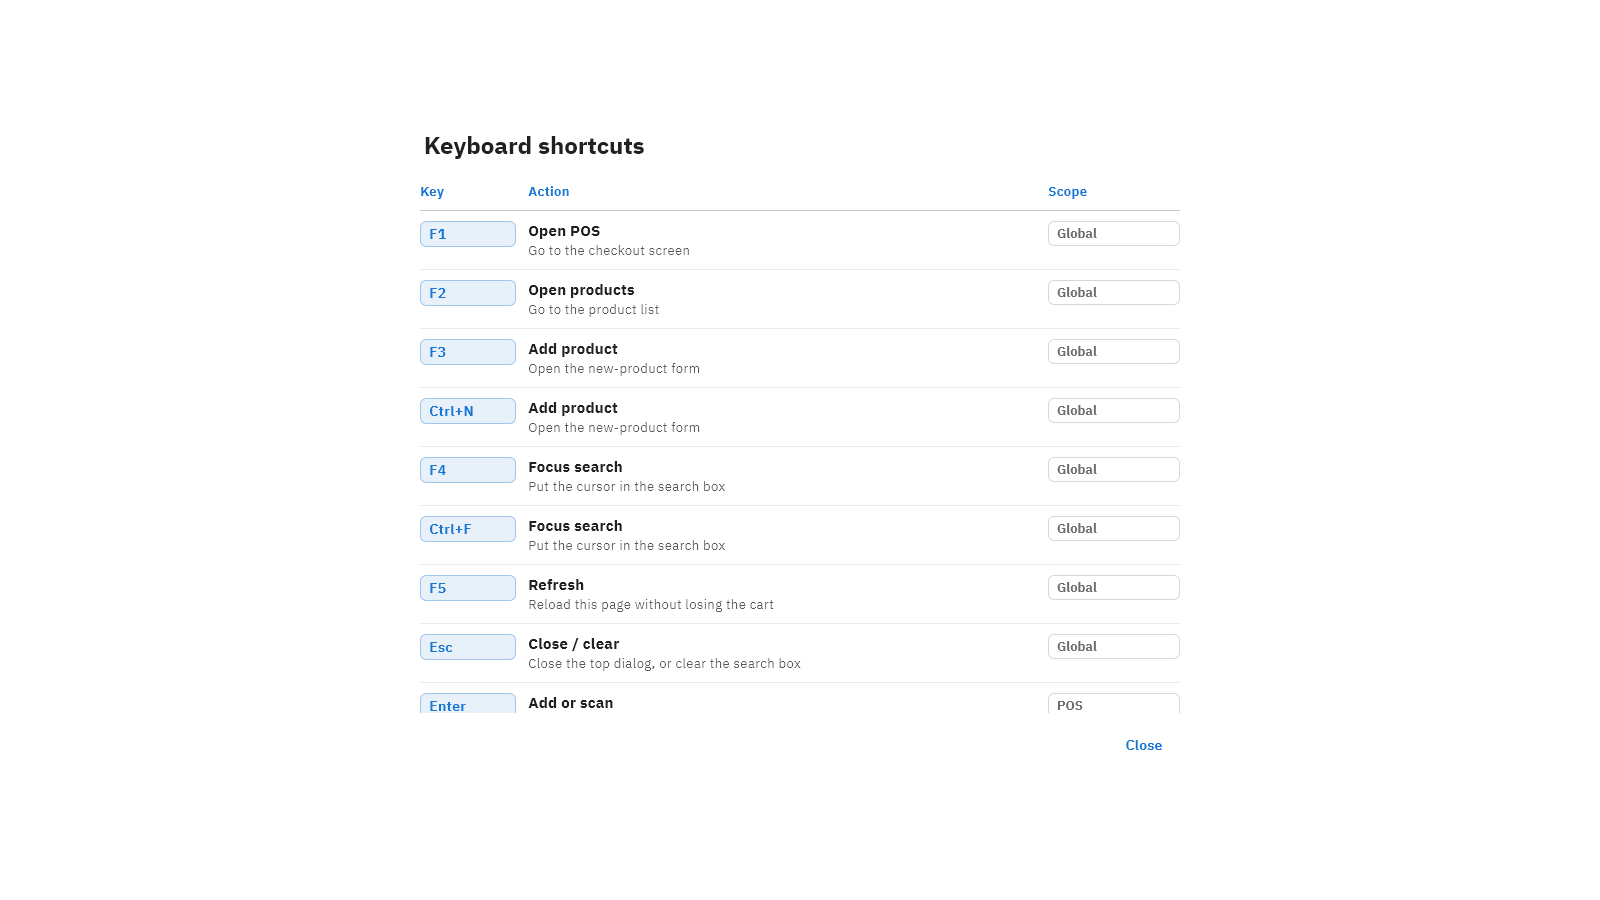 Keyboard shortcuts
Key Action Scope
F1 Open POS Global
Go to the checkout screen
F2 Open products Global
Go to the product list
F3 Add product Global
Open the new-product form
Ctrl+N Add product Global
Open the new-product form
F4 Focus search Global
Put the cursor in the search box
Ctrl+F Focus search Global
Put the cursor in the search box
F5 Refresh Global
Reload this page without losing the cart
Esc Close / clear Global
Close the top dialog, or clear the search box
Enter Add or scan POS
Close